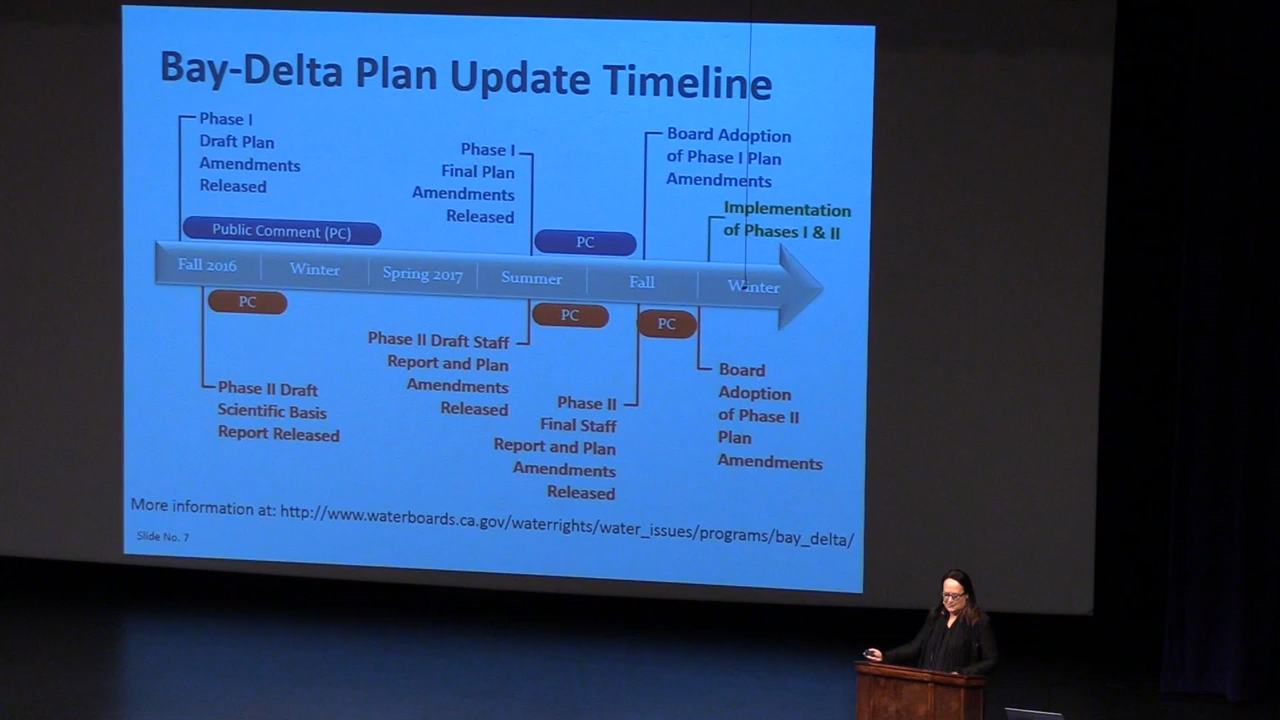 Bay-Delta Plan Update Timeline
Phase I
Draft Plan
Amendments
Released
Phase I
Final Plan
Amendments
Released
Board Adoption
of Phase I Plan
Amendments
Implementation
of Phases I & II
Public Comment (PC)
PC
Fall 2016
Winter
Spring 2017
Summer
Fall
Winter
PC
PC
PC
Phase II Draft
Scientific Basis
Report Released
Phase II Draft Staff
Report and Plan
Amendments
Released
Phase II
Final Staff
Report and Plan
Amendments
Released
Board
Adoption
of Phase II
Plan
Amendments
More information at: http://www.waterboards.ca.gov/waterrights/water_issues/programs/bay_delta/
Slide No. 7